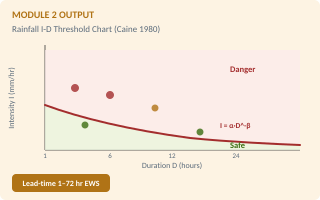 MODULE 2 OUTPUT
Rainfall I-D Threshold Chart (Caine 1980)
Intensity I (mm/hr)
Danger
I = α·D^-β
Safe
1 6 12 24
Duration D (hours)
Lead-time 1–72 hr EWS